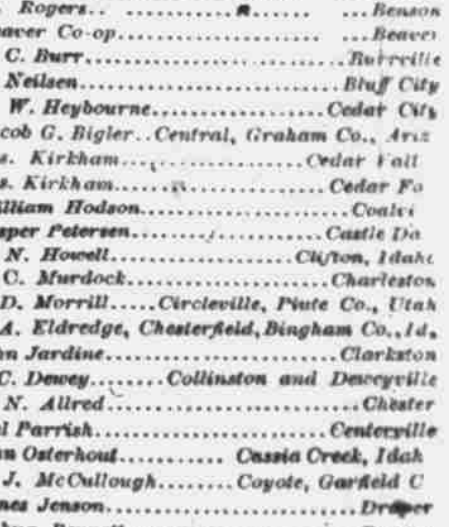 Rogers.. ................ ...Benson
aver Co-op.................... ...Beaver
C. Burr.............................Burrville
Neilsen...........................Bluff City
W. Heybourne..................Cedar City
cob G. Bigler..Central, Graham Co., Ariz
s. Kirkham....................Cedar Fall
s. Kirkham.......................Cedar Fo
illiam Hodson......................Coalvi
sper Petersen...................Castle Da
N. Howell...................Clifton, Idaho
C. Murdock.....................Charleston
D. Morrill.....Circleville, Piute Co., Utah
A. Eldredge, Chesterfield, Bingham Co., Id,
n Jardine........................Clarkston
C. Dewey........Collinston and Deweyville
N. Allred..........................Chester
l Parrish........................Centerville
n Osterhout........... Cassia Creek, Idah
J. McCullough........Coyote, Garfield C
nes Jenson..........................Draper